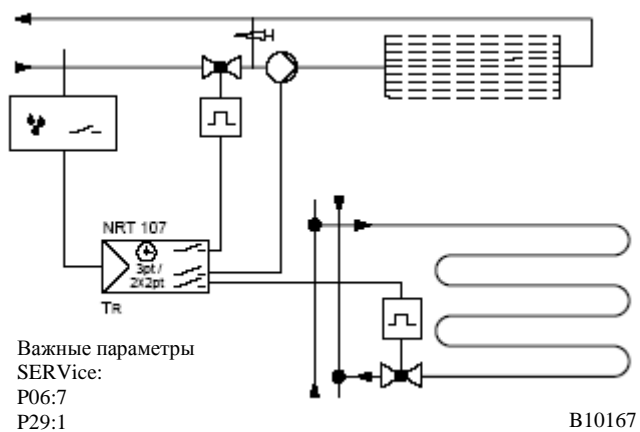 NRT 107
3pt /
2X2pt
TR
Важные параметры
SERVice:
P06:7
P29:1
B10167